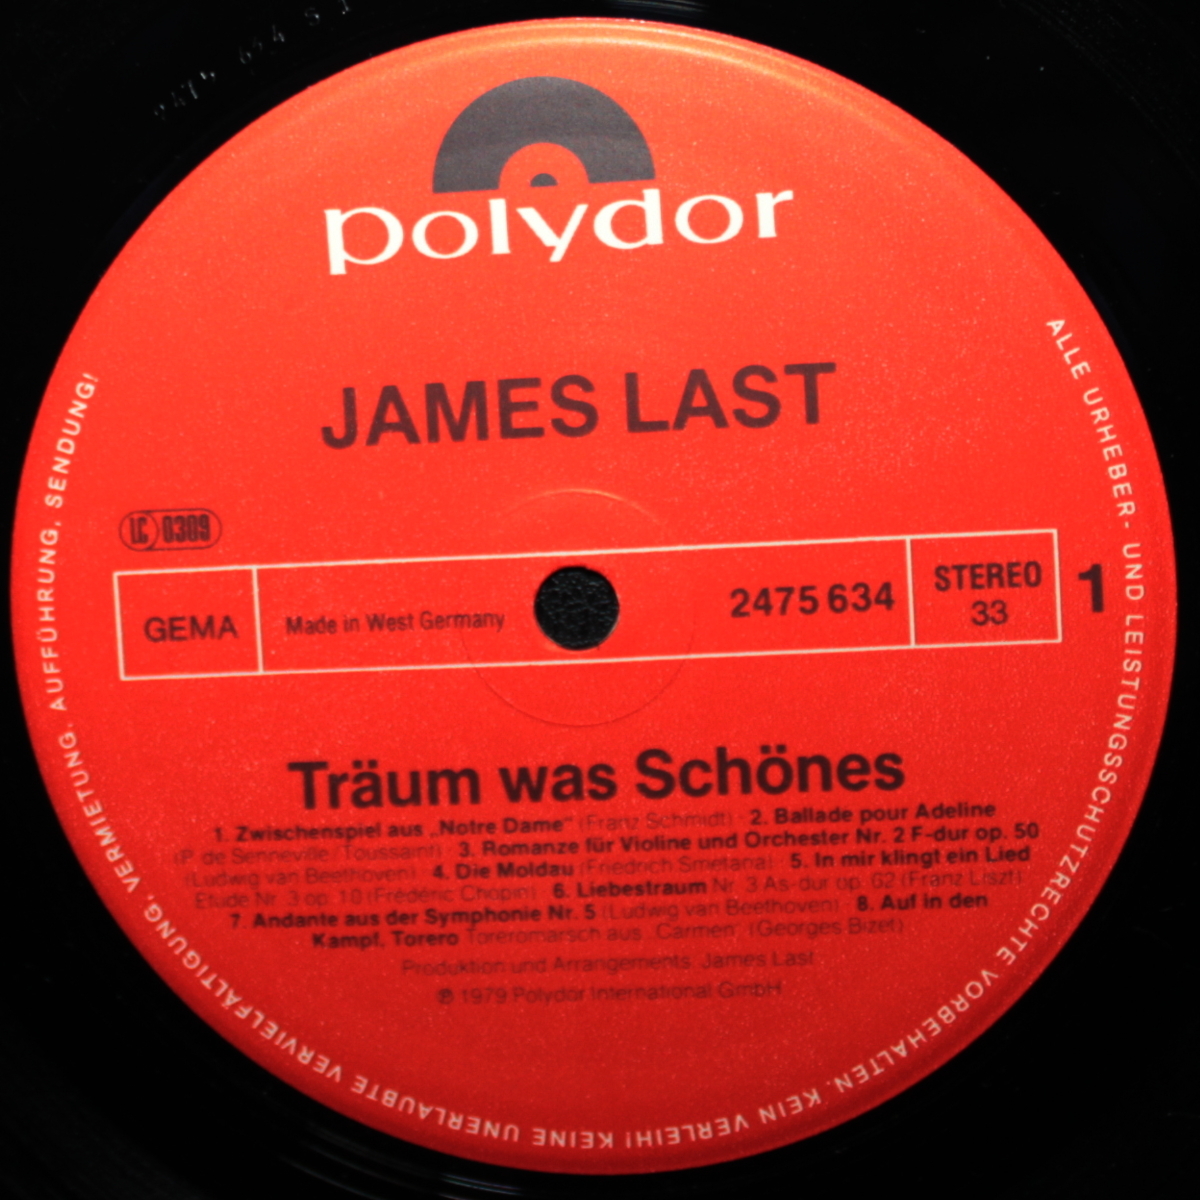 polydor
JAMES LAST
LC 0309
GEMA
Made in West Germany
2475 634
STEREO
33
1
Träum was Schönes
1. Zwischenspiel aus „Notre Dame“ (Franz Schmidt) · 2. Ballade pour Adeline
(P. de Senneville/Toussaint) · 3. Romanze für Violine und Orchester Nr. 2 F-dur op. 50
(Ludwig van Beethoven) · 4. Die Moldau (Friedrich Smetana) · 5. In mir klingt ein Lied
Etude Nr. 3 op. 10 (Frédéric Chopin) · 6. Liebestraum Nr. 3 As-dur op. 62 (Franz Liszt)
7. Andante aus der Symphonie Nr. 5 (Ludwig van Beethoven) · 8. Auf in den
Kampf, Torero Toreromarsch aus „Carmen“ (Georges Bizet)
Produktion und Arrangements: James Last
℗ 1979 Polydor International GmbH
ALLE URHEBER- UND LEISTUNGSSCHUTZRECHTE VORBEHALTEN. KEIN VERLEIH! KEINE UNERLAUBTE VERVIELFÄLTIGUNG, VERMIETUNG, AUFFÜHRUNG, SENDUNG!